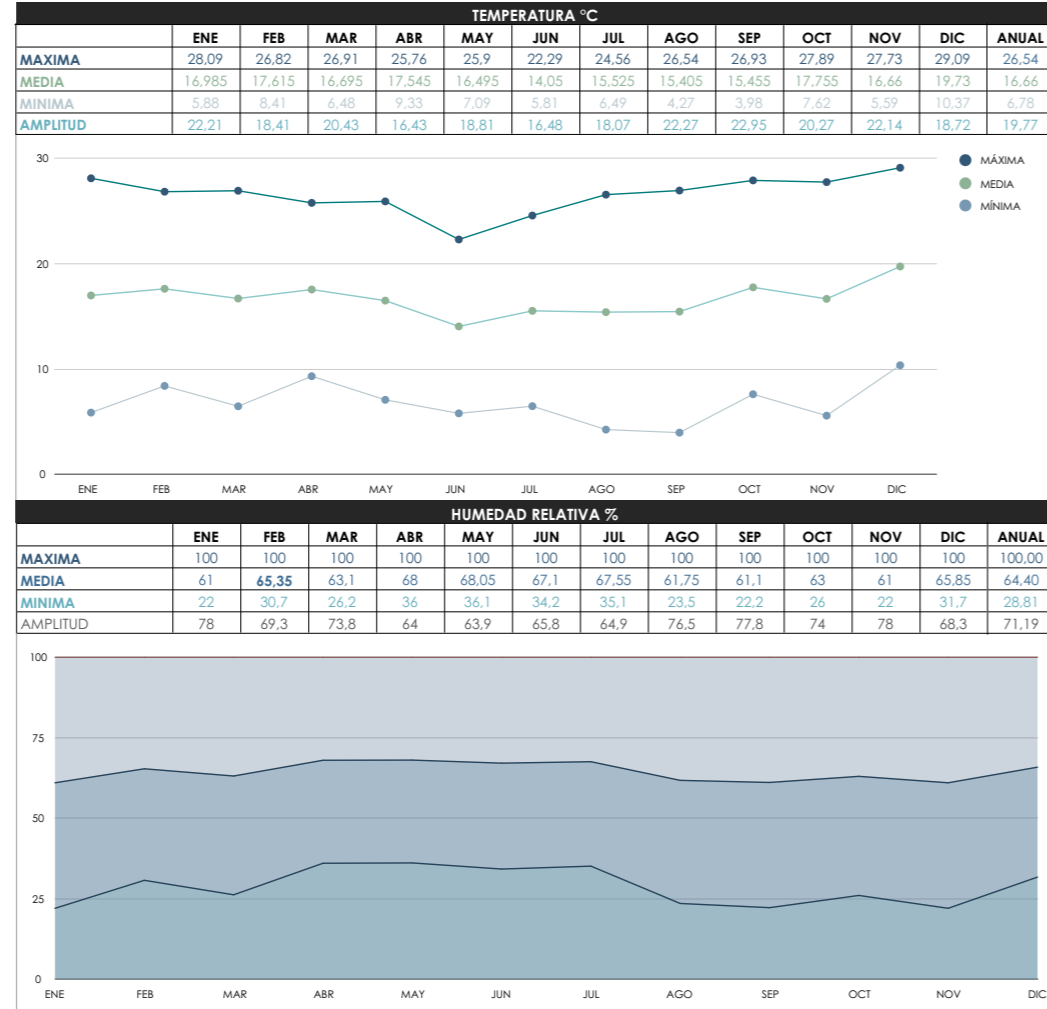 TEMPERATURA °C
ENE FEB MAR ABR MAY JUN JUL AGO SEP OCT NOV DIC ANUAL
MAXIMA 28,09 26,82 26,91 25,76 25,9 22,29 24,56 26,54 26,93 27,89 27,73 29,09 26,54
MEDIA 16,985 17,615 16,695 17,545 16,495 14,05 15,525 15,405 15,455 17,755 16,66 19,73 16,66
MINIMA 5,88 8,41 6,48 9,33 7,09 5,81 6,49 4,27 3,98 7,62 5,59 10,37 6,78
AMPLITUD 22,21 18,41 20,43 16,43 18,81 16,48 18,07 22,27 22,95 20,27 22,14 18,72 19,77
30
MÁXIMA
MEDIA
MÍNIMA
20
10
0
ENE FEB MAR ABR MAY JUN JUL AGO SEP OCT NOV DIC
HUMEDAD RELATIVA %
ENE FEB MAR ABR MAY JUN JUL AGO SEP OCT NOV DIC ANUAL
MAXIMA 100 100 100 100 100 100 100 100 100 100 100 100 100,00
MEDIA 61 65,35 63,1 68 68,05 67,1 67,55 61,75 61,1 63 61 65,85 64,40
MINIMA 22 30,7 26,2 36 36,1 34,2 35,1 23,5 22,2 26 22 31,7 28,81
AMPLITUD 78 69,3 73,8 64 63,9 65,8 64,9 76,5 77,8 74 78 68,3 71,19
100
75
50
25
0
ENE FEB MAR ABR MAY JUN JUL AGO SEP OCT NOV DIC